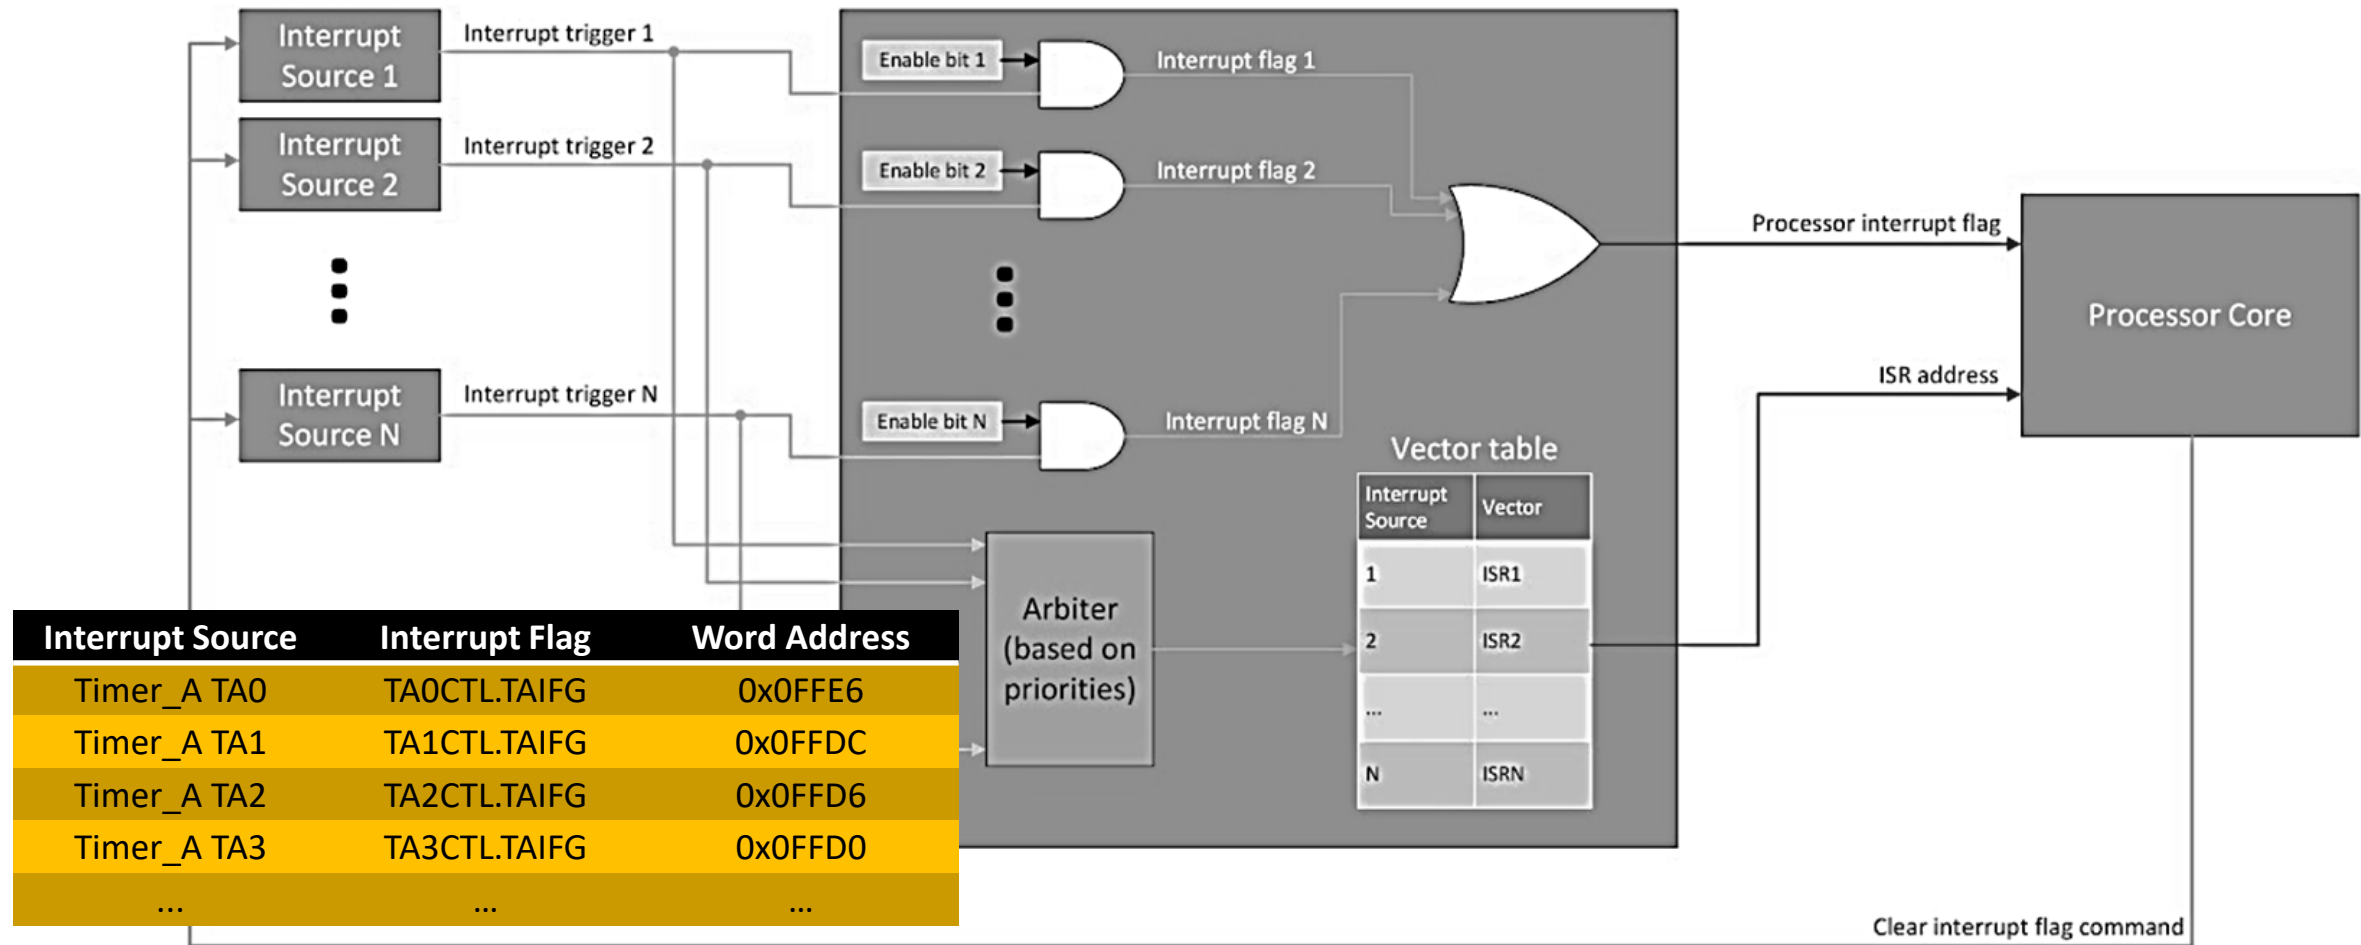 Interrupt
Source 1
Interrupt trigger 1
Enable bit 1
Interrupt flag 1
Interrupt
Source 2
Interrupt trigger 2
Enable bit 2
Interrupt flag 2
Processor interrupt flag
Processor Core
ISR address
Interrupt
Source N
Interrupt trigger N
Enable bit N
Interrupt flag N
Vector table
Interrupt
Source
Vector
1 ISR1
2 ISR2
... ...
N ISRN
Arbiter
(based on
priorities)
Interrupt Source Interrupt Flag Word Address
Timer_A TA0 TA0CTL.TAIFG 0x0FFE6
Timer_A TA1 TA1CTL.TAIFG 0x0FFDC
Timer_A TA2 TA2CTL.TAIFG 0x0FFD6
Timer_A TA3 TA3CTL.TAIFG 0x0FFD0
... ... ...
Clear interrupt flag command